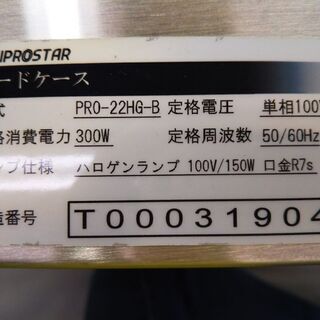 IPROSTAR
ードケース
式 PRO-22HG-B 定格電圧 単相100V
格消費電力 300W 定格周波数 50/60Hz
プ仕様 ハロゲンランプ 100V/150W 口金R7s
造番号 T00031904